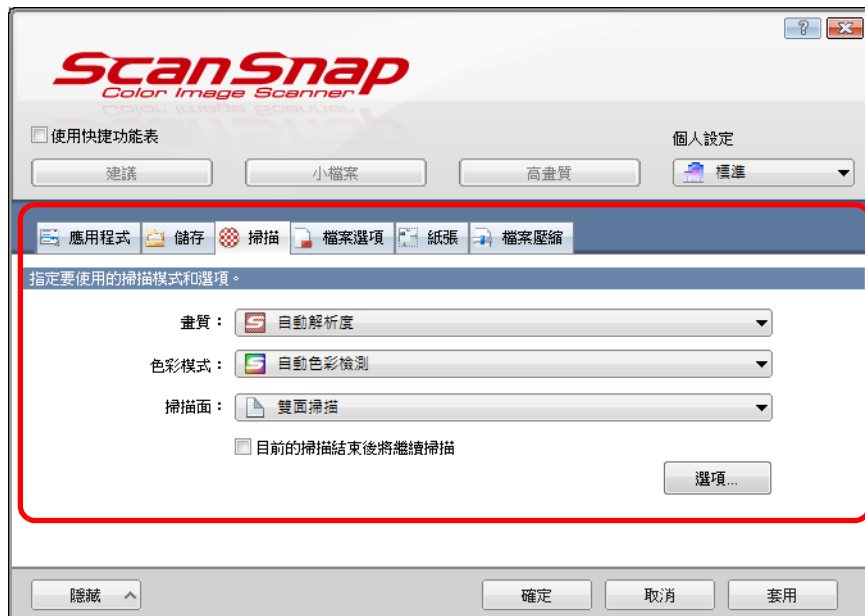 ScanSnap
Color Image Scanner
使用快捷功能表
個人設定
建議 小檔案 高畫質 標準
應用程式 儲存 掃描 檔案選項 紙張 檔案壓縮
指定要使用的掃描模式和選項。
畫質： 自動解析度
色彩模式： 自動色彩檢測
掃描面： 雙面掃描
目前的掃描結束後將繼續掃描
選項...
隱藏 確定 取消 套用